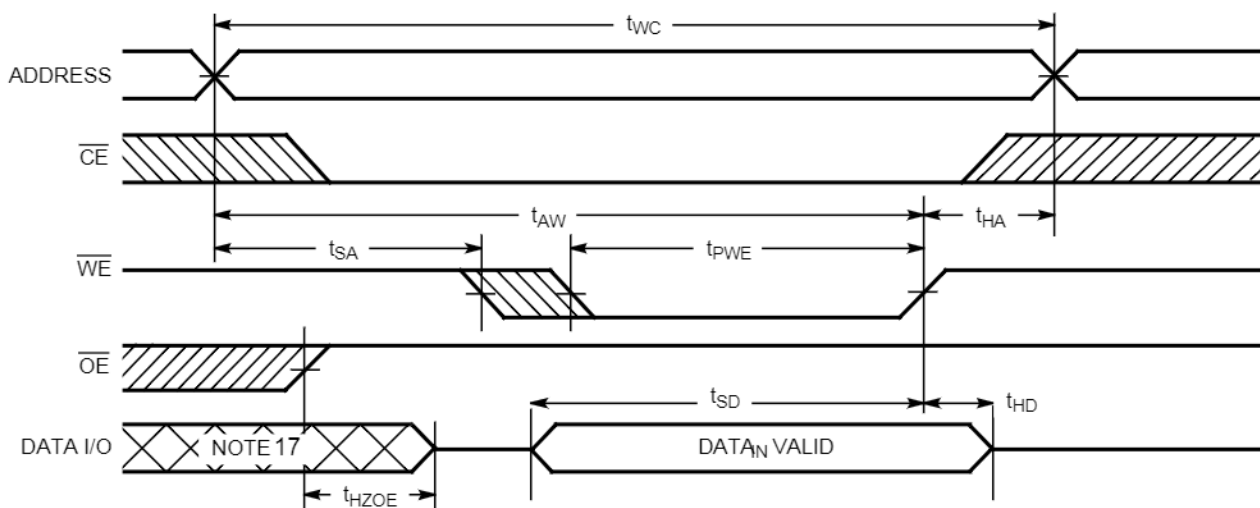 tWC
ADDRESS
CE
tAW
tHA
tSA
tPWE
WE
OE
tSD
tHD
DATA I/O
NOTE 17
DATAIN VALID
tHZOE